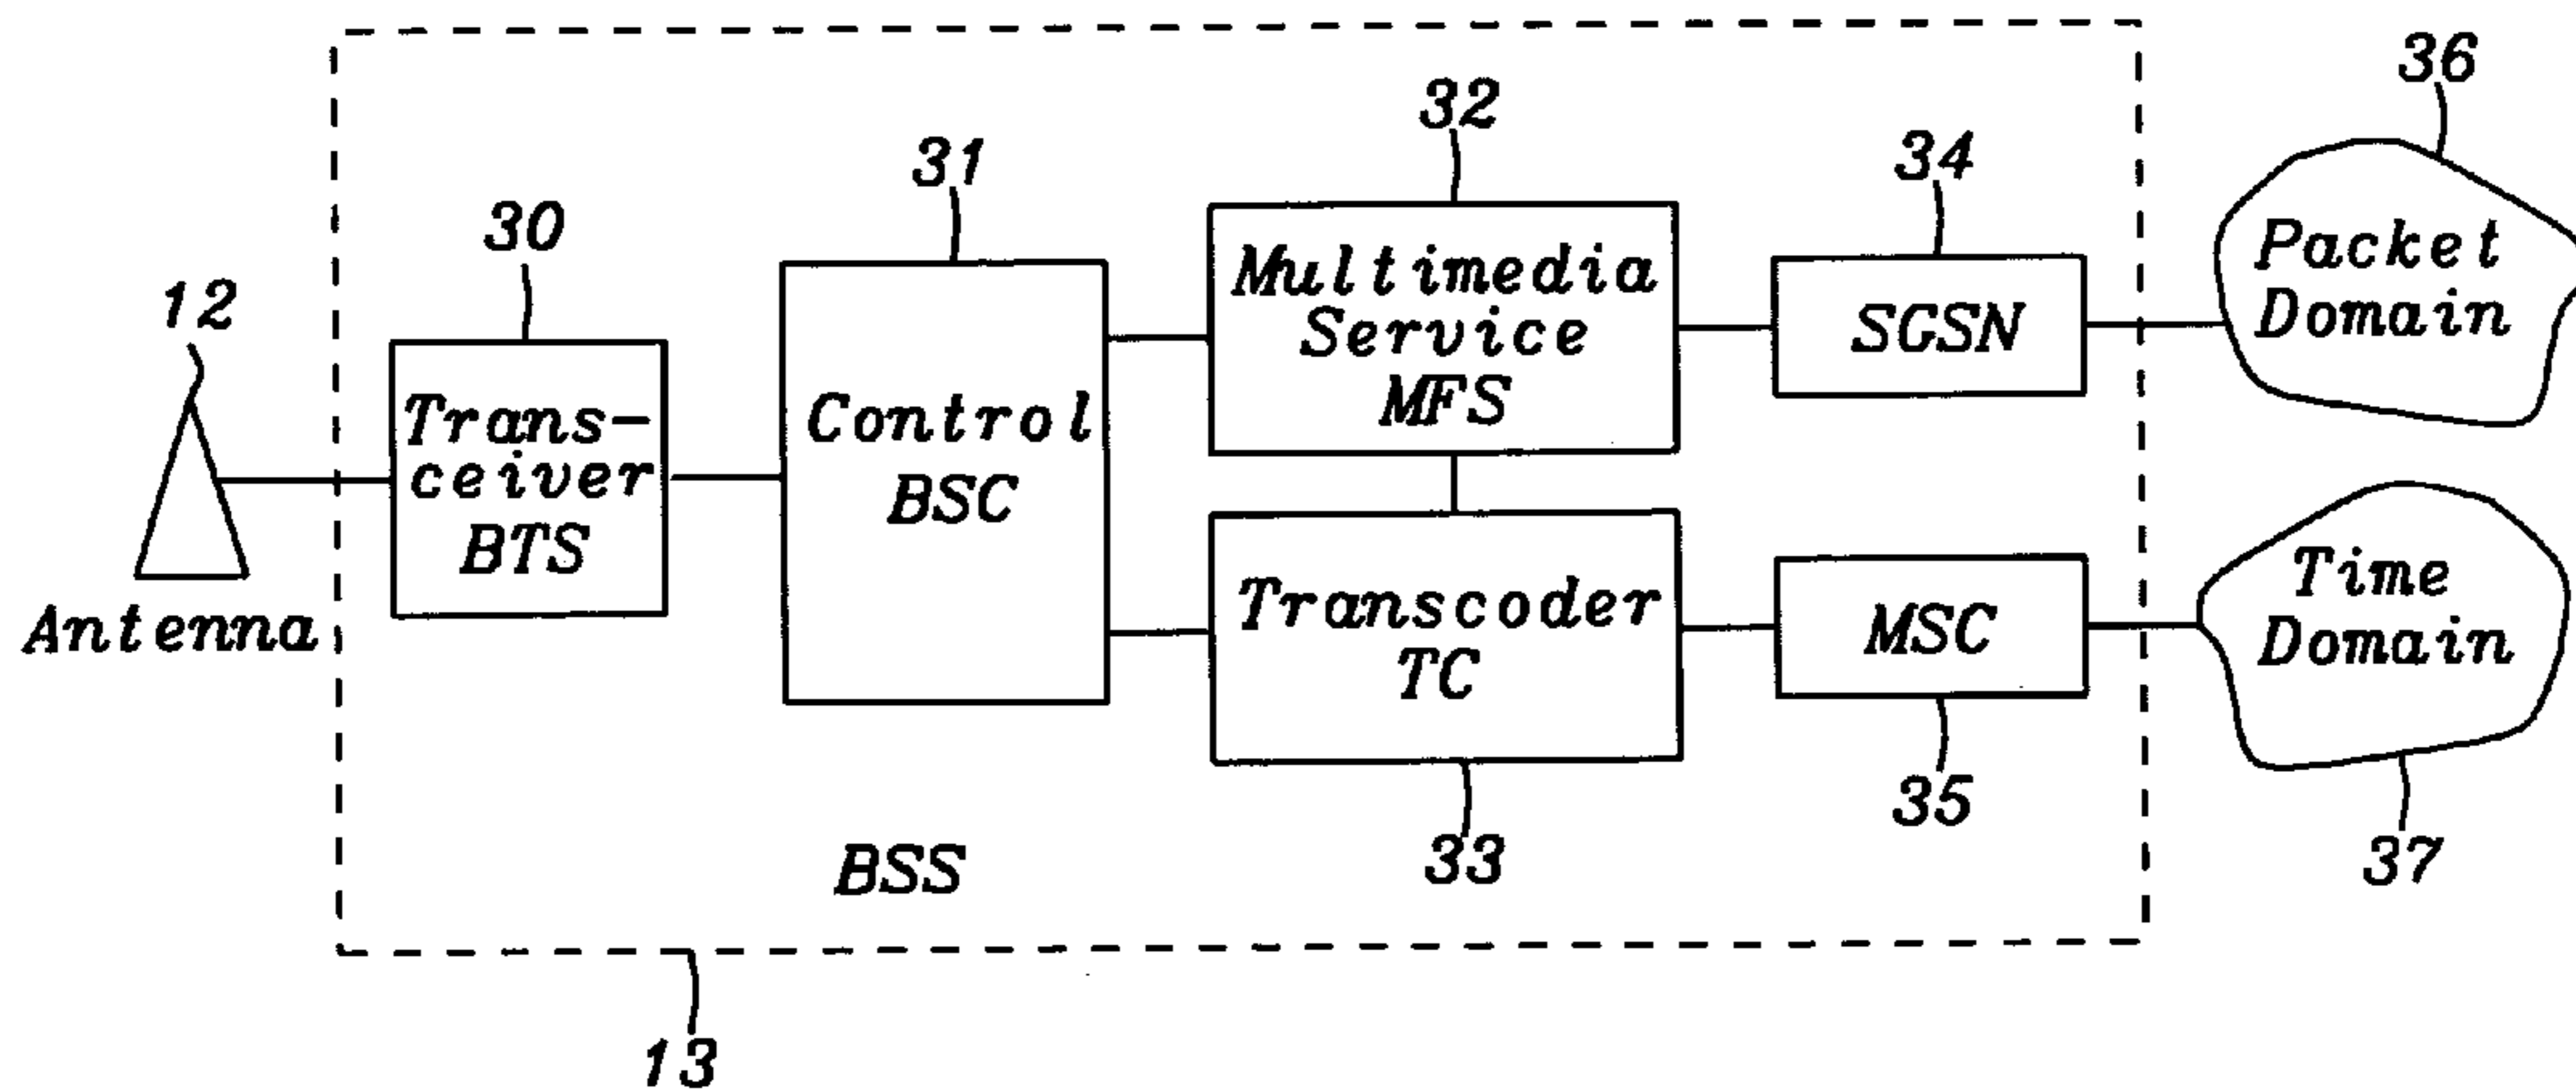 36
32
31
34
30
12
Packet
Domain
Multimedia
Service
MFS
SGSN
Trans-
ceiver
BTS
Control
BSC
Antenna
Transcoder
TC
MSC
Time
Domain
35
33
37
BSS
13